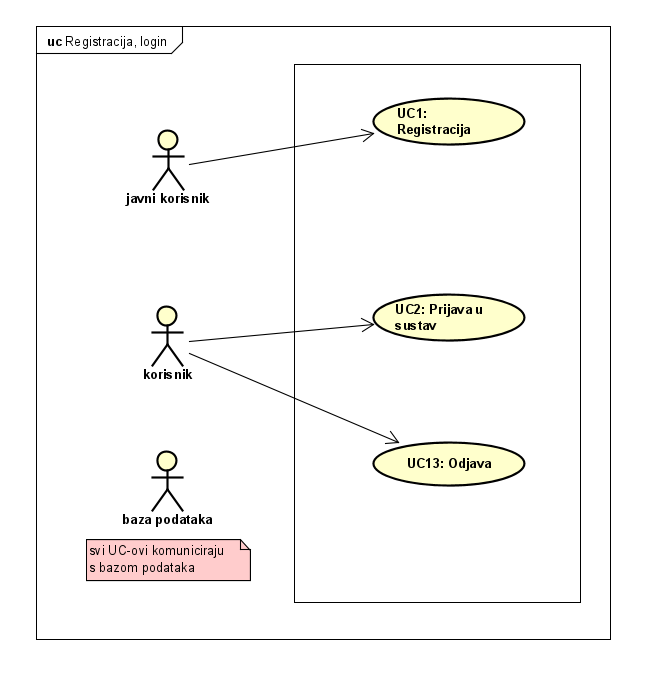 uc Registracija, login
UC1:
Registracija
javni korisnik
UC2: Prijava u
sustav
korisnik
UC13: Odjava
baza podataka
svi UC-ovi komuniciraju
s bazom podataka